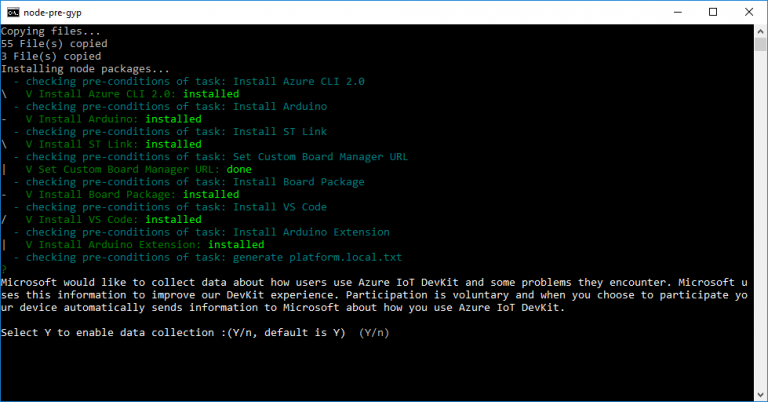 node-pre-gyp
Copying files...
55 File(s) copied
3 File(s) copied
Installing node packages...
- checking pre-conditions of task: Install Azure CLI 2.0
\ V Install Azure CLI 2.0: installed
- checking pre-conditions of task: Install Arduino
- V Install Arduino: installed
- checking pre-conditions of task: Install ST Link
\ V Install ST Link: installed
- checking pre-conditions of task: Set Custom Board Manager URL
| V Set Custom Board Manager URL: done
- checking pre-conditions of task: Install Board Package
- V Install Board Package: installed
- checking pre-conditions of task: Install VS Code
/ V Install VS Code: installed
- checking pre-conditions of task: Install Arduino Extension
| V Install Arduino Extension: installed
- checking pre-conditions of task: generate platform.local.txt
?
Microsoft would like to collect data about how users use Azure IoT DevKit and some problems they encounter. Microsoft u
ses this information to improve our DevKit experience. Participation is voluntary and when you choose to participate yo
ur device automatically sends information to Microsoft about how you use Azure IoT DevKit.
Select Y to enable data collection :(Y/n, default is Y) (Y/n)